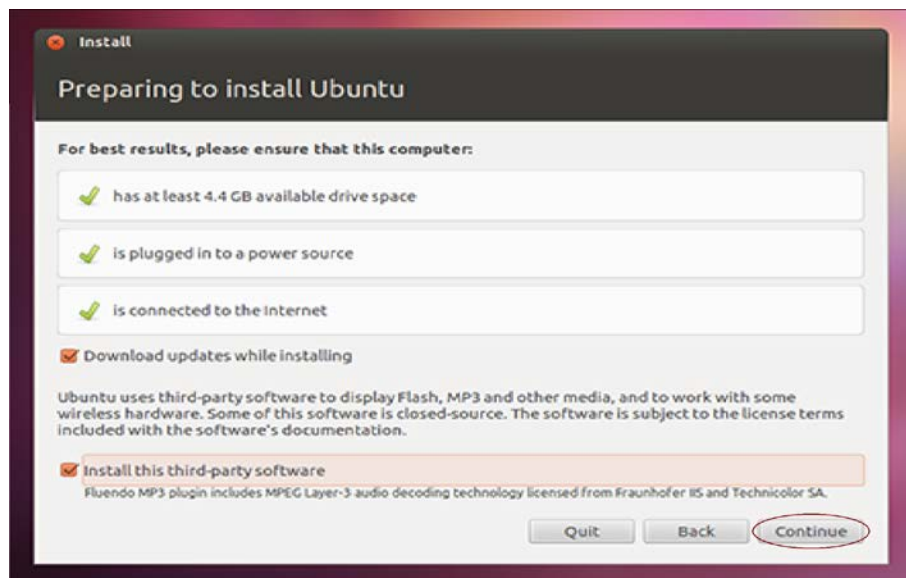 Install
Preparing to install Ubuntu
For best results, please ensure that this computer:
has at least 4.4 GB available drive space
is plugged in to a power source
is connected to the Internet
Download updates while installing
Ubuntu uses third-party software to display Flash, MP3 and other media, and to work with some
wireless hardware. Some of this software is closed-source. The software is subject to the license terms
included with the software's documentation.
Install this third-party software
Fluendo MP3 plugin includes MPEG Layer-3 audio decoding technology licensed from Fraunhofer IIS and Technicolor SA.
Quit Back Continue